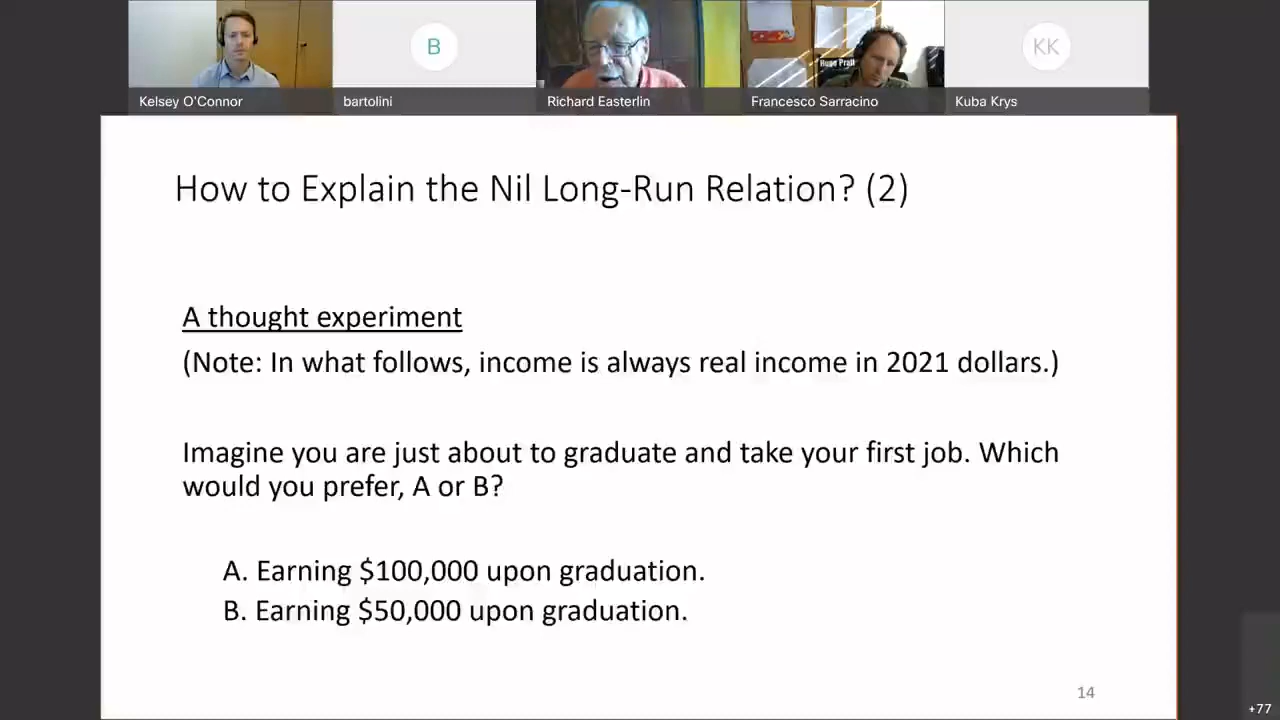 B
KK
Hugo Pratt
Kelsey O'Connor
bartolini
Richard Easterlin
Francesco Sarracino
Kuba Krys
How to Explain the Nil Long-Run Relation? (2)
A thought experiment
(Note: In what follows, income is always real income in 2021 dollars.)
Imagine you are just about to graduate and take your first job. Which
would you prefer, A or B?
A. Earning $100,000 upon graduation.
B. Earning $50,000 upon graduation.
14
+77